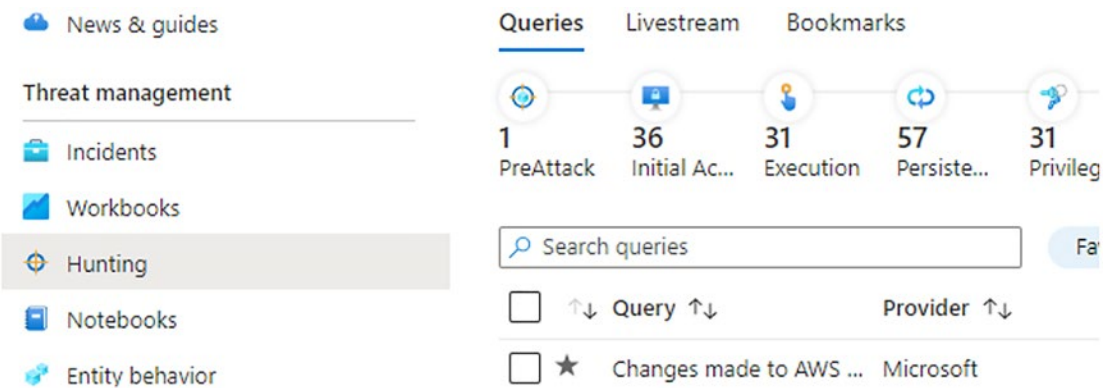 News & guides
Threat management
Incidents
Workbooks
Hunting
Notebooks
Entity behavior
Queries Livestream Bookmarks
1 36 31 57 31
PreAttack Initial Ac... Execution Persiste... Privileg
Search queries Fa
Query Provider
Changes made to AWS ... Microsoft